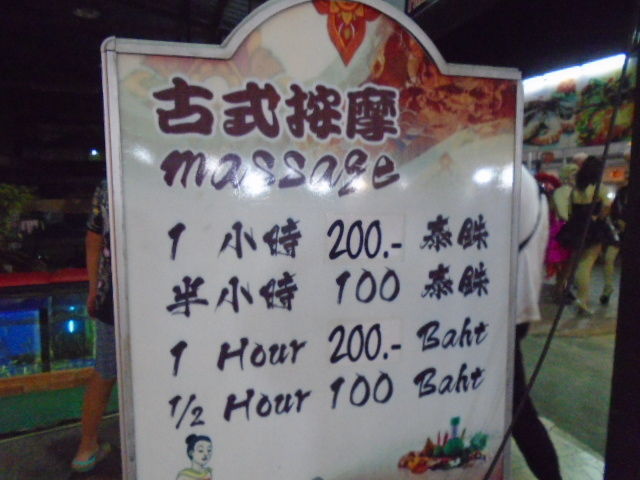 古式按摩
massage
1 小時 200.- 泰銖
半小時 100 泰銖
1 Hour 200.- Baht
1/2 Hour 100 Baht